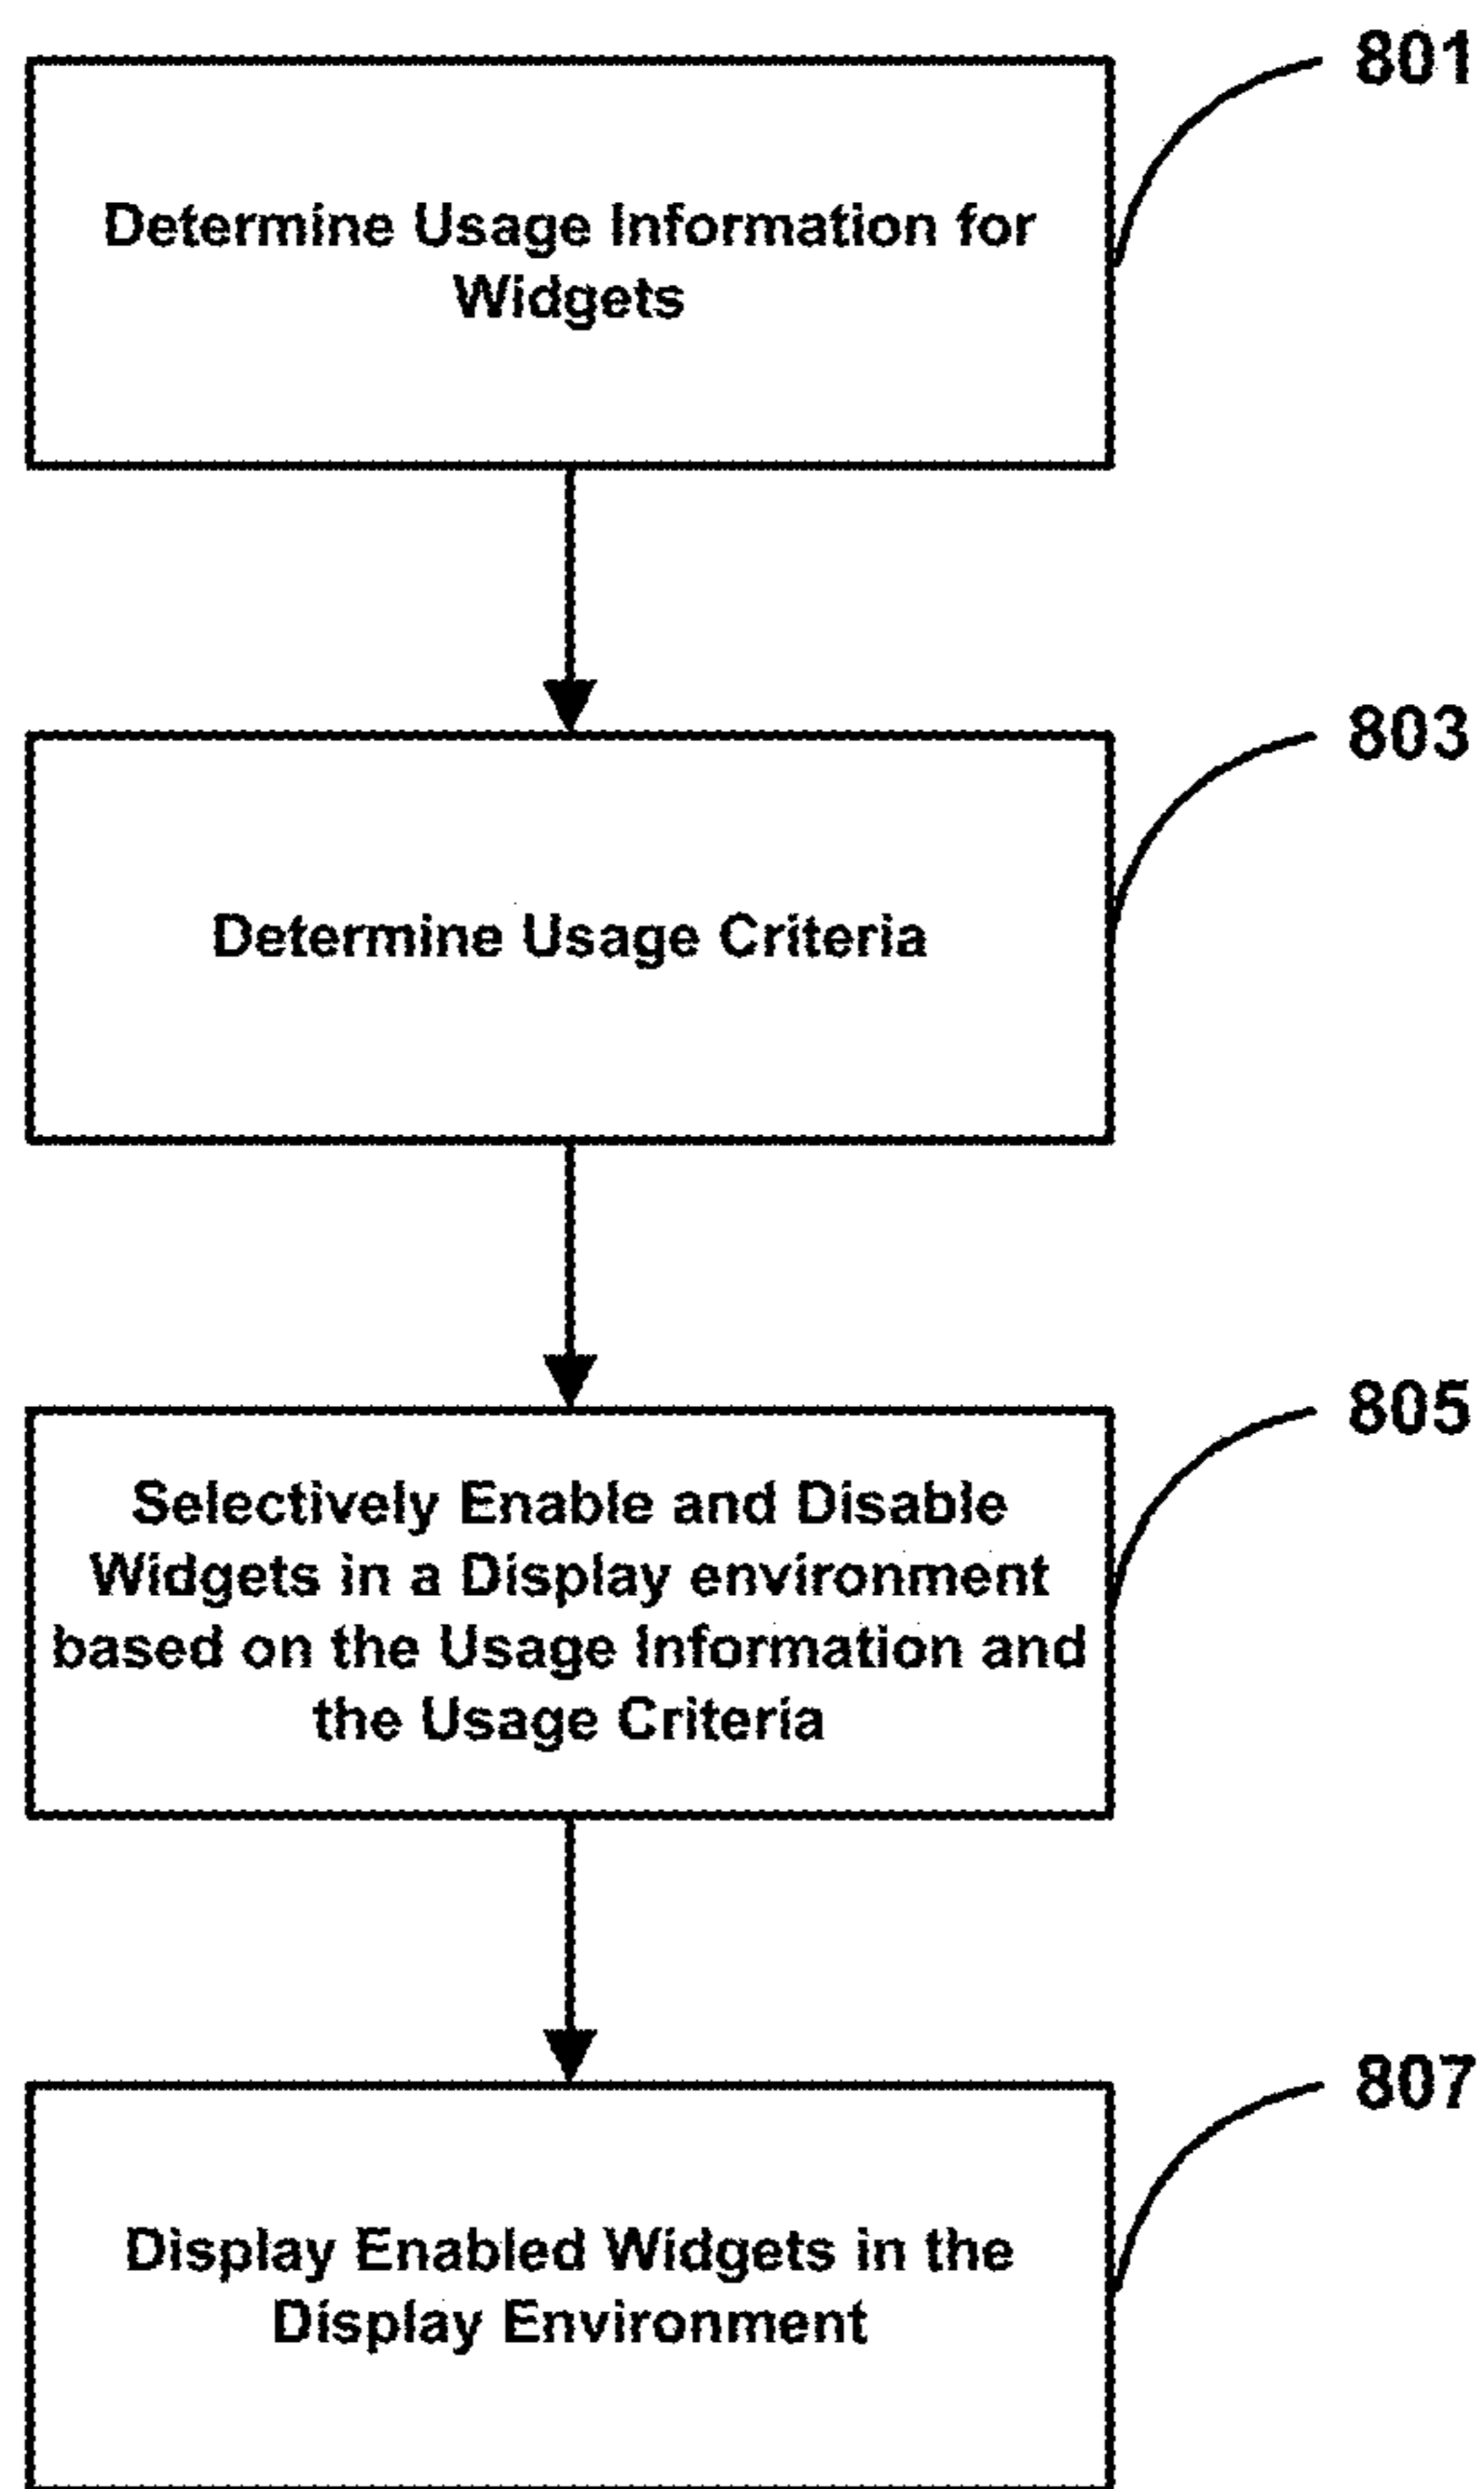 801
Determine Usage Information for
Widgets
803
Determine Usage Criteria
805
Selectively Enable and Disable
Widgets in a Display environment
based on the Usage Information and
the Usage Criteria
807
Display Enabled Widgets in the
Display Environment